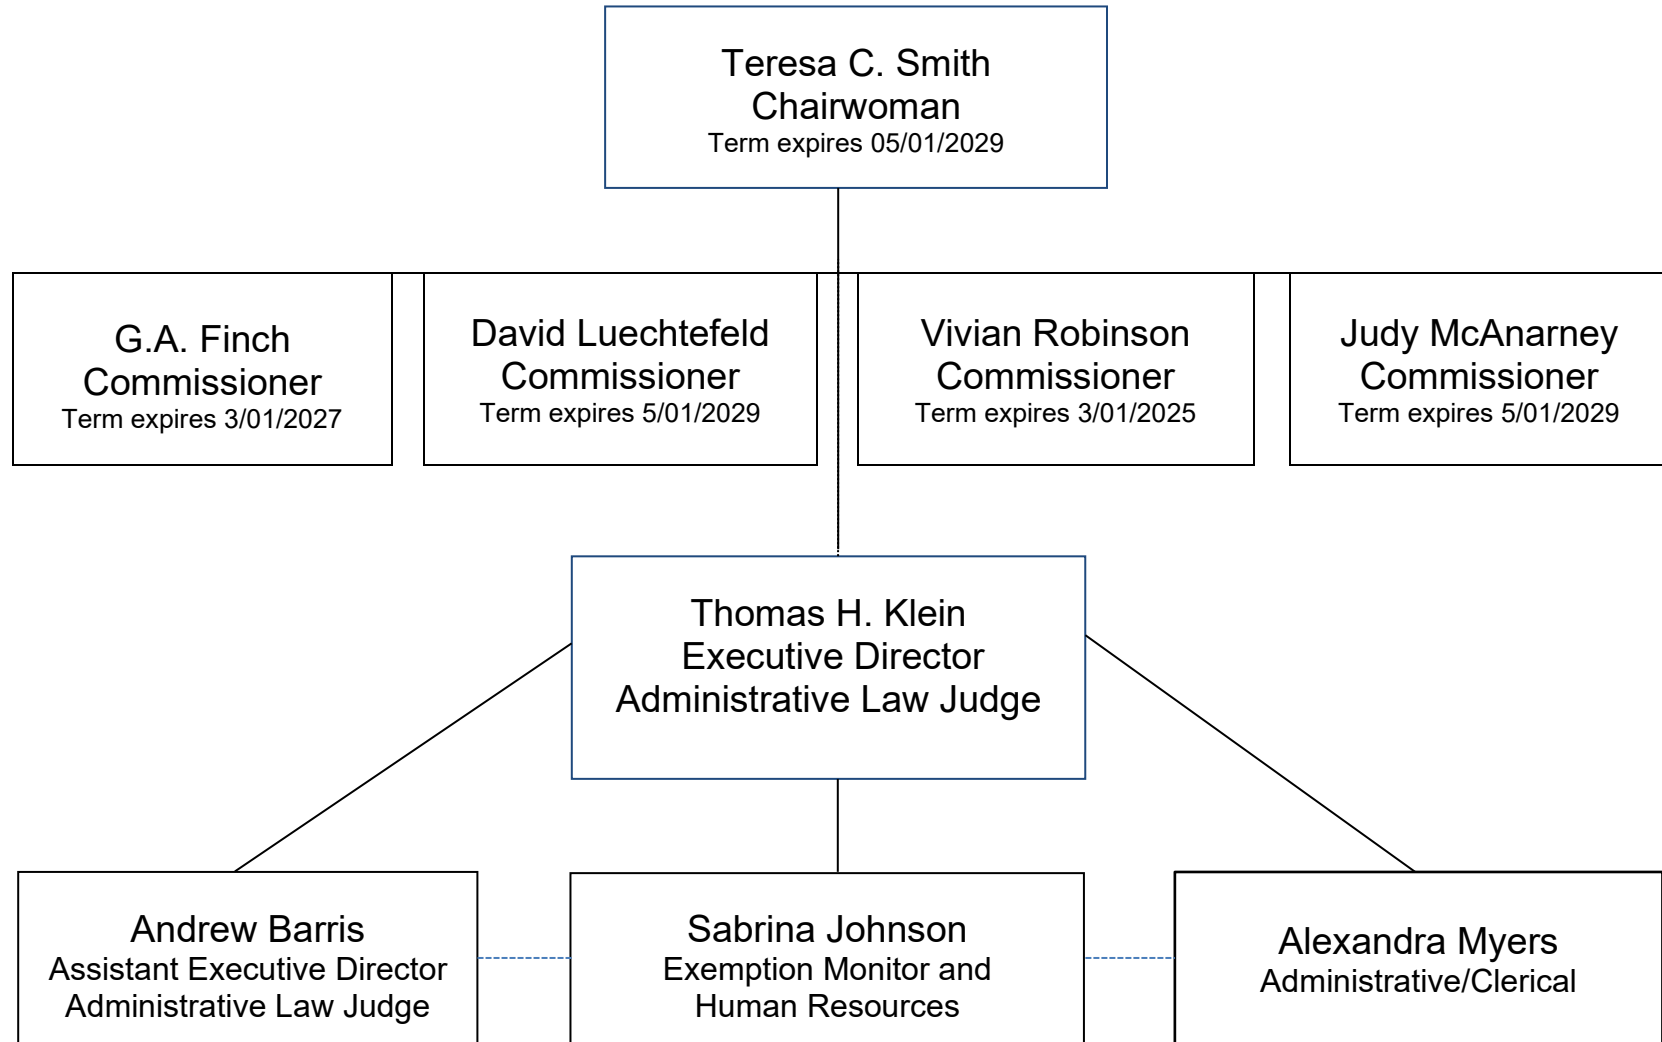 Teresa C. Smith
Chairwoman
Term expires 05/01/2029
G.A. Finch
Commissioner
Term expires 3/01/2027
David Luechtefeld
Commissioner
Term expires 5/01/2029
Vivian Robinson
Commissioner
Term expires 3/01/2025
Judy McAnarney
Commissioner
Term expires 5/01/2029
Thomas H. Klein
Executive Director
Administrative Law Judge
Andrew Barris
Assistant Executive Director
Administrative Law Judge
Sabrina Johnson
Exemption Monitor and
Human Resources
Alexandra Myers
Administrative/Clerical